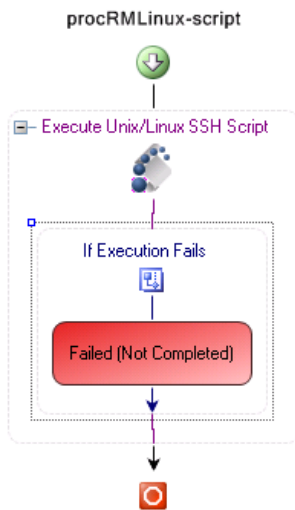 procRMLinux-script
Execute Unix/Linux SSH Script
If Execution Fails
Failed (Not Completed)